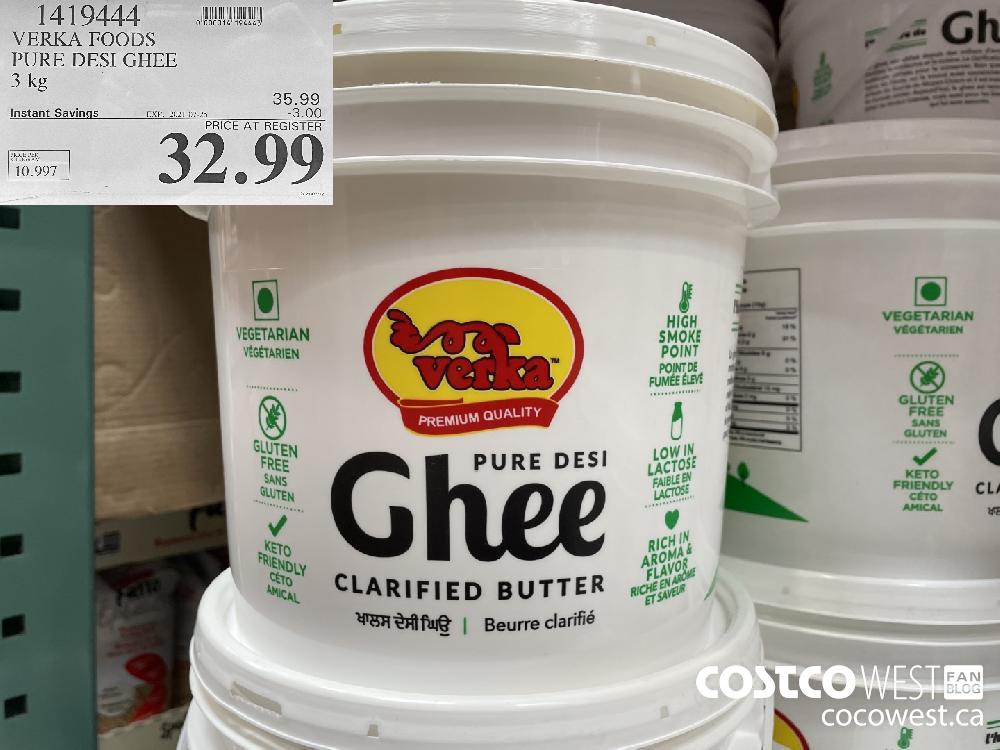 1419444
VERKA FOODS
PURE DESI GHEE
3 kg
35.99
Instant Savings
-3.00
PRICE AT REGISTER
32.99
10.997
VEGETARIAN
VÉGÉTARIEN
GLUTEN
FREE
SANS
GLUTEN
KETO
FRIENDLY
CÉTO
AMICAL
verka™
PREMIUM QUALITY
PURE DESI
Ghee
CLARIFIED BUTTER
ਖਾਲਸ ਦੇਸੀ ਘਿਉ | Beurre clarifié
HIGH
SMOKE
POINT
POINT DE
FUMÉE ÉLEVÉ
LOW IN
LACTOSE
FAIBLE EN
LACTOSE
RICH IN
AROMA &
FLAVOR
RICHE EN ARÔME
ET SAVEUR
VEGETARIAN
VÉGÉTARIEN
GLUTEN
FREE
SANS
GLUTEN
KETO
FRIENDLY
CÉTO
AMICAL
COSTCO WEST FAN BLOG
cocowest.ca